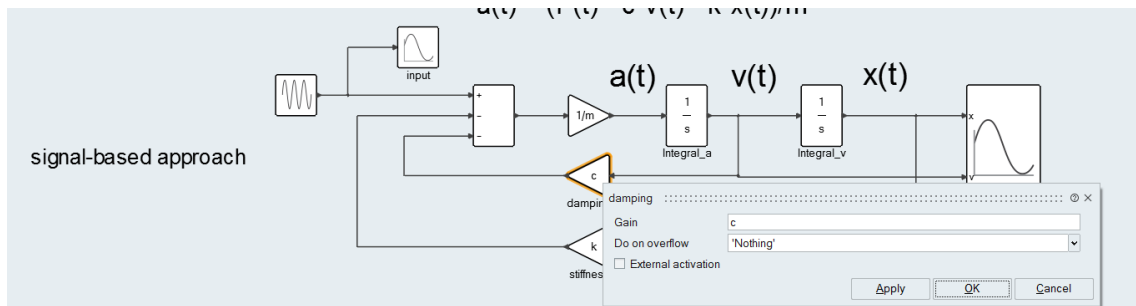 a(t) = (F(t) - c*v(t) - k*x(t))/m
input
a(t)
v(t)
x(t)
+
-
-
1/m
1
s
1
s
x
v
Integral_a
Integral_v
signal-based approach
c
damping
Gain
c
Do on overflow
'Nothing'
External activation
k
Apply
OK
Cancel